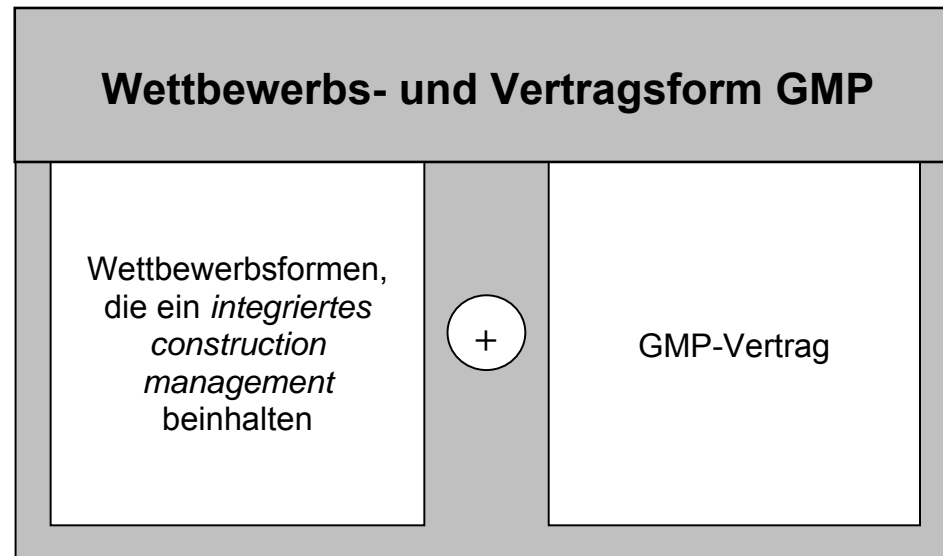 Wettbewerbs- und Vertragsform GMP
Wettbewerbsformen,
die ein integriertes
construction
management
beinhalten
+
GMP-Vertrag